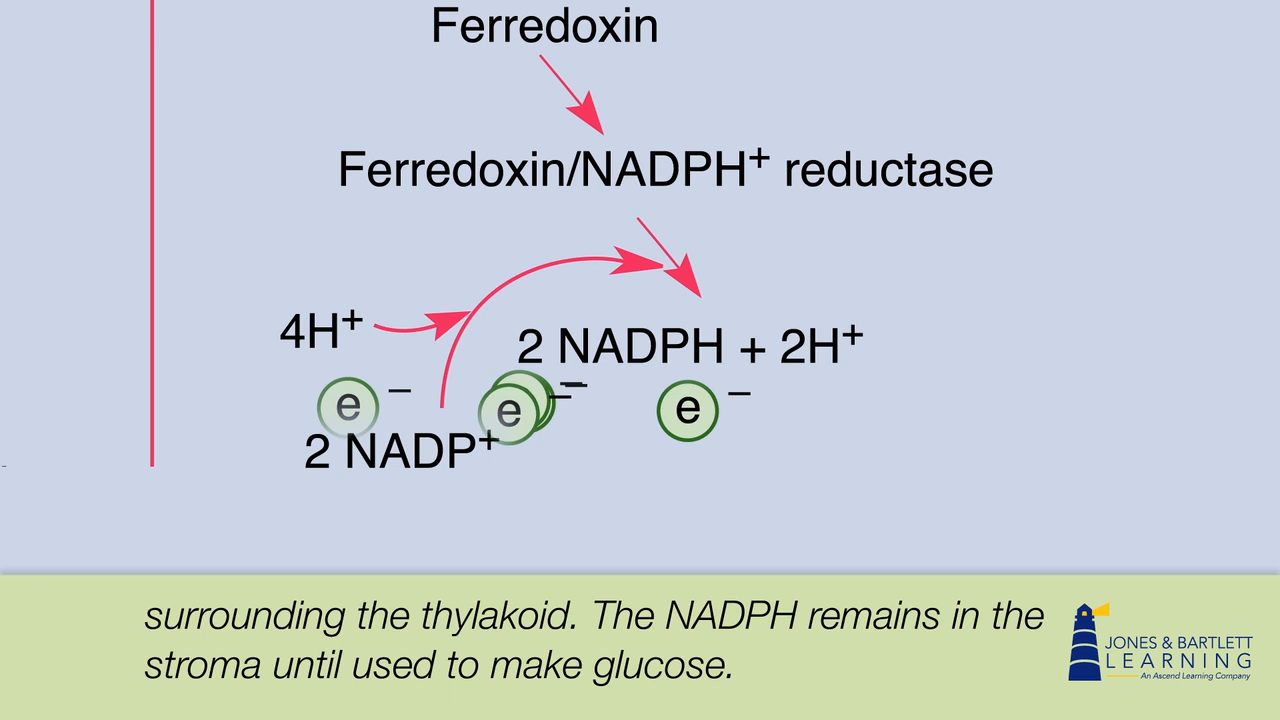 Ferredoxin
Ferredoxin/NADPH⁺ reductase
4H⁺
2 NADPH + 2H⁺
e –
e –
–
e –
2 NADP⁺
surrounding the thylakoid. The NADPH remains in the
stroma until used to make glucose.
JONES & BARTLETT
LEARNING
An Ascend Learning Company